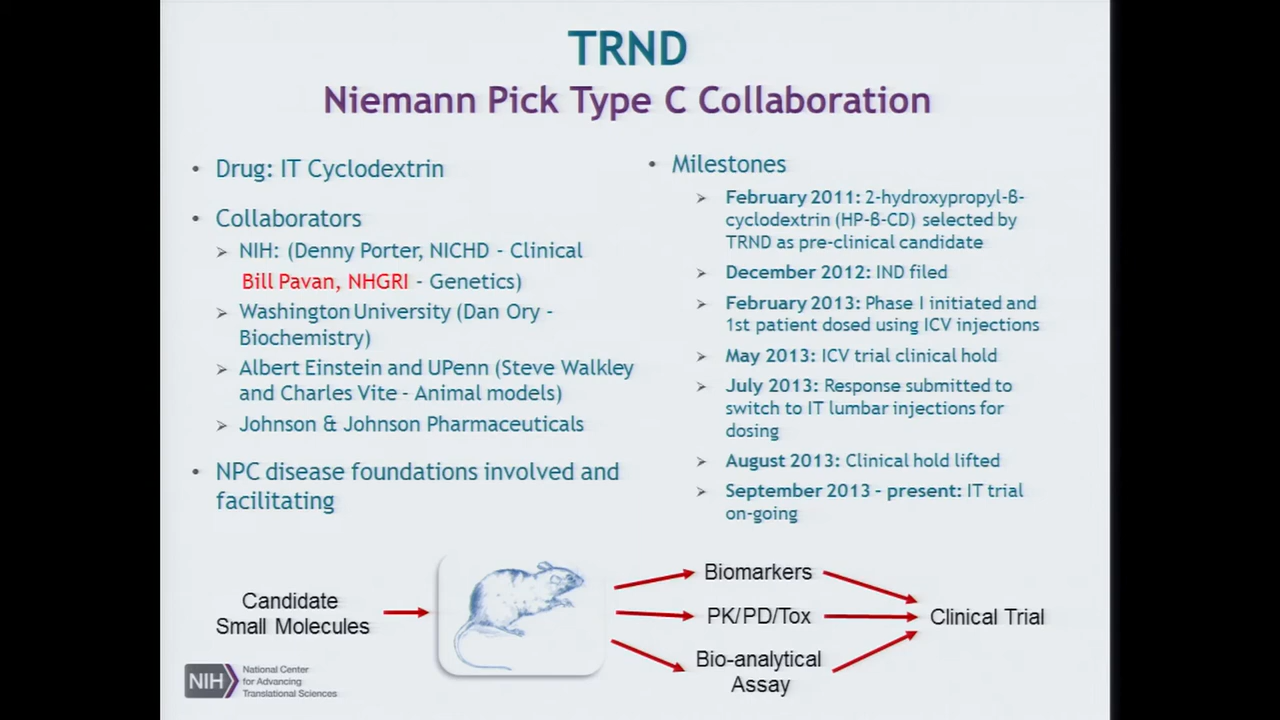 TRND
Niemann Pick Type C Collaboration
• Drug: IT Cyclodextrin
• Collaborators
➢ NIH: (Denny Porter, NICHD - Clinical
Bill Pavan, NHGRI - Genetics)
➢ Washington University (Dan Ory -
Biochemistry)
➢ Albert Einstein and UPenn (Steve Walkley
and Charles Vite - Animal models)
➢ Johnson & Johnson Pharmaceuticals
• NPC disease foundations involved and
facilitating
• Milestones
➢ February 2011: 2-hydroxypropyl-ß-
cyclodextrin (HP-ß-CD) selected by
TRND as pre-clinical candidate
➢ December 2012: IND filed
➢ February 2013: Phase I initiated and
1st patient dosed using ICV injections
➢ May 2013: ICV trial clinical hold
➢ July 2013: Response submitted to
switch to IT lumbar injections for
dosing
➢ August 2013: Clinical hold lifted
➢ September 2013 – present: IT trial
on-going
Candidate
Small Molecules
Biomarkers
PK/PD/Tox
Bio-analytical
Assay
Clinical Trial
NIH
National Center
for Advancing
Translational Sciences